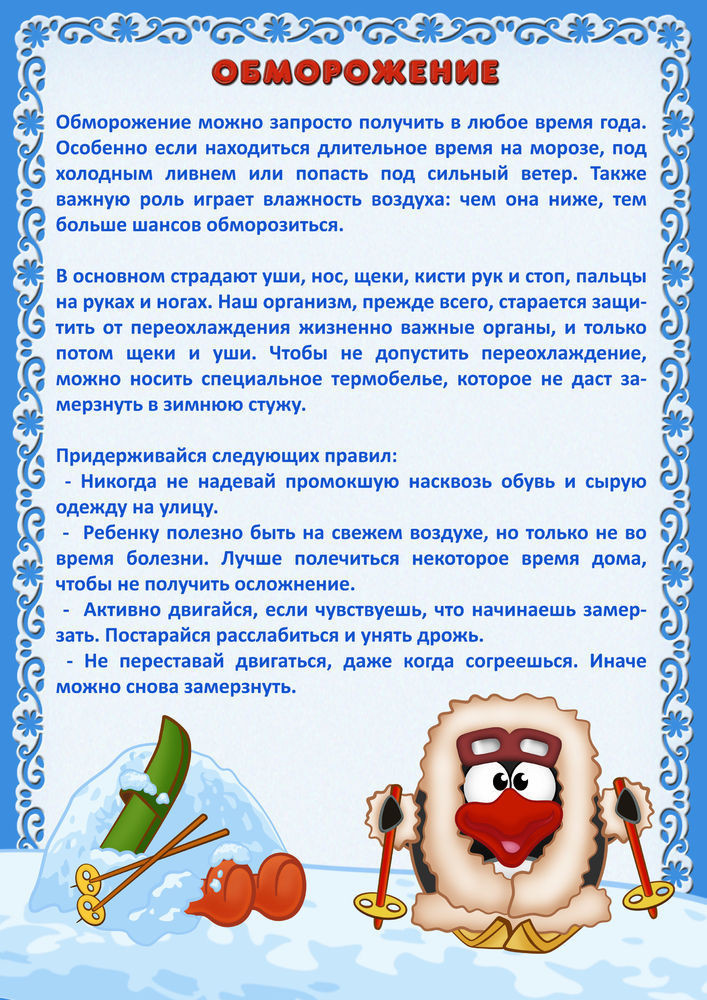 ОБМОРОЖЕНИЕ
Обморожение можно запросто получить в любое время года.
Особенно если находиться длительное время на морозе, под
холодным ливнем или попасть под сильный ветер. Также
важную роль играет влажность воздуха: чем она ниже, тем
больше шансов обморозиться.
В основном страдают уши, нос, щеки, кисти рук и стоп, пальцы
на руках и ногах. Наш организм, прежде всего, старается защи-
тить от переохлаждения жизненно важные органы, и только
потом щеки и уши. Чтобы не допустить переохлаждение,
можно носить специальное термобелье, которое не даст за-
мерзнуть в зимнюю стужу.
Придерживайся следующих правил:
- Никогда не надевай промокшую насквозь обувь и сырую
одежду на улицу.
- Ребенку полезно быть на свежем воздухе, но только не во
время болезни. Лучше полечиться некоторое время дома,
чтобы не получить осложнение.
- Активно двигайся, если чувствуешь, что начинаешь замер-
зать. Постарайся расслабиться и унять дрожь.
- Не переставай двигаться, даже когда согреешься. Иначе
можно снова замерзнуть.